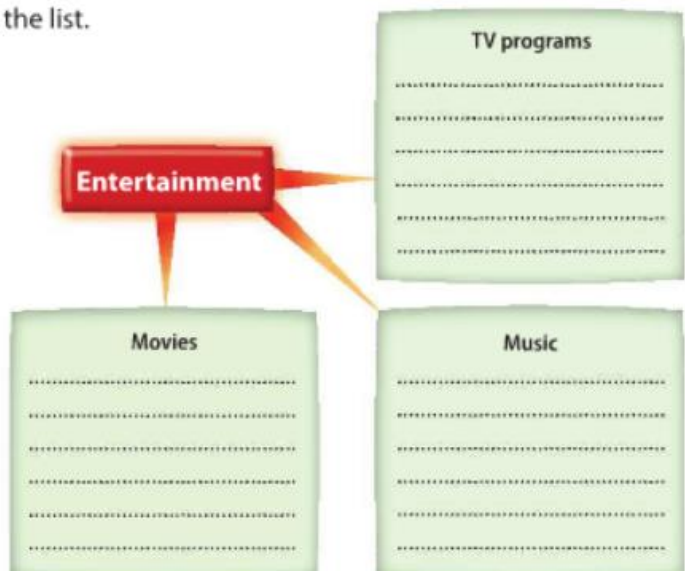 the list.
TV programs
Entertainment
Movies
Music